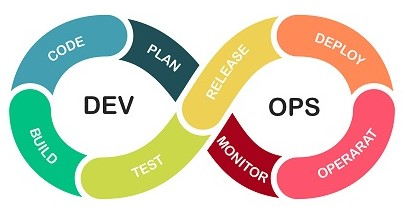 CODE
PLAN
RELEASE
DEPLOY
DEV
OPS
BUILD
TEST
MONITOR
OPERARAT